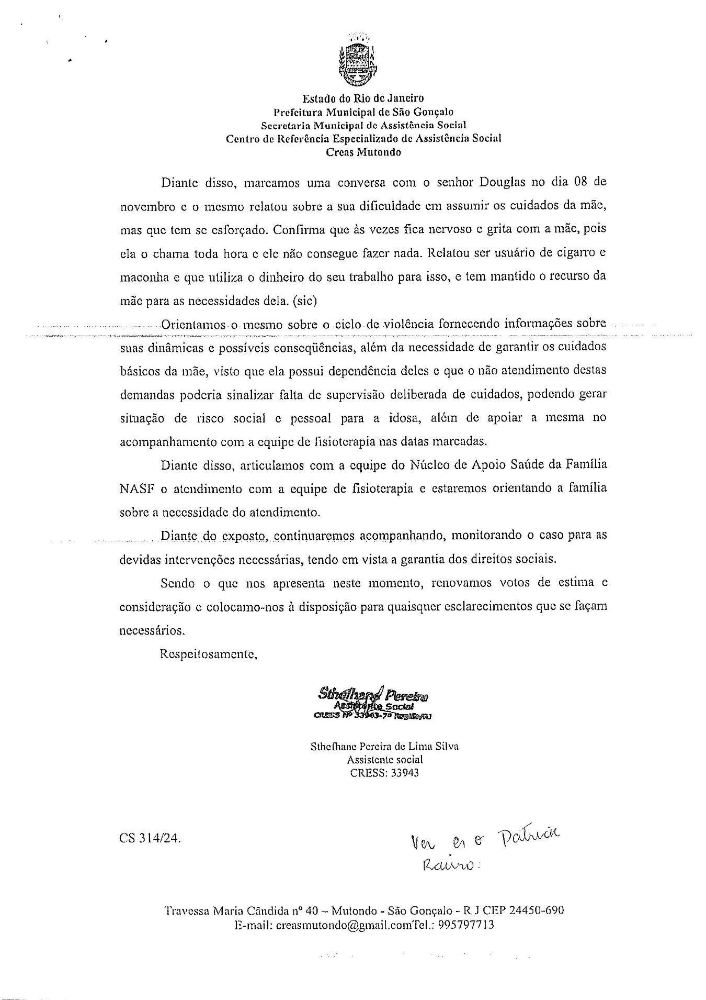 Estado do Rio de Janeiro
Prefeitura Municipal de São Gonçalo
Secretaria Municipal de Assistência Social
Centro de Referência Especializado de Assistência Social
Creas Mutondo
Diante disso, marcamos uma conversa com o senhor Douglas no dia 08 de
novembro e o mesmo relatou sobre a sua dificuldade em assumir os cuidados da mãe,
mas que tem se esforçado. Confirma que às vezes fica nervoso e grita com a mãe, pois
ela o chama toda hora e ele não consegue fazer nada. Relatou ser usuário de cigarro e
maconha e que utiliza o dinheiro do seu trabalho para isso, e tem mantido o recurso da
mãe para as necessidades dela. (sic)
Orientamos o mesmo sobre o ciclo de violência fornecendo informações sobre
suas dinâmicas e possíveis conseqüências, além da necessidade de garantir os cuidados
básicos da mãe, visto que ela possui dependência deles e que o não atendimento destas
demandas poderia sinalizar falta de supervisão deliberada de cuidados, podendo gerar
situação de risco social e pessoal para a idosa, além de apoiar a mesma no
acompanhamento com a equipe de fisioterapia nas datas marcadas.
Diante disso, articulamos com a equipe do Núcleo de Apoio Saúde da Família
NASF o atendimento com a equipe de fisioterapia e estaremos orientando a família
sobre a necessidade do atendimento.
Diante do exposto, continuaremos acompanhando, monitorando o caso para as
devidas intervenções necessárias, tendo em vista a garantia dos direitos sociais.
Sendo o que nos apresenta neste momento, renovamos votos de estima e
consideração e colocamo-nos à disposição para quaisquer esclarecimentos que se façam
necessários.
Respeitosamente,
Sthefhane Pereira
Assistente Social
CRESS Nº 33943-7ª Região/RJ
Sthefhane Pereira de Lima Silva
Assistente social
CRESS: 33943
CS 314/24.
Ver
Travessa Maria Cândida nº 40 – Mutondo - São Gonçalo - R J CEP 24450-690
E-mail: creasmutondo@gmail.comTel.: 995797713